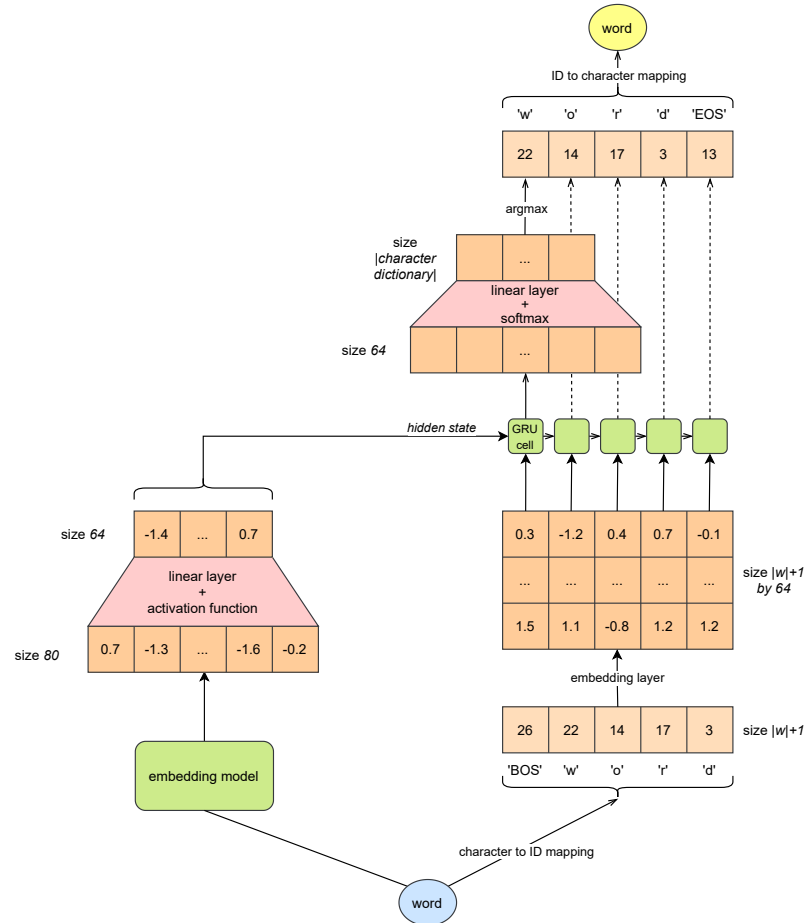 word
ID to character mapping
'w' 'o' 'r' 'd' 'EOS'
22 14 17 3 13
argmax
size
|character
dictionary|
...
linear layer
+
softmax
size 64
...
hidden state
GRU
cell
size 64
-1.4 ... 0.7
linear layer
+
activation function
size 80
0.7 -1.3 ... -1.6 -0.2
embedding model
0.3 -1.2 0.4 0.7 -0.1
... ... ... ... ...
1.5 1.1 -0.8 1.2 1.2
size |w|+1
by 64
embedding layer
26 22 14 17 3
size |w|+1
'BOS' 'w' 'o' 'r' 'd'
character to ID mapping
word